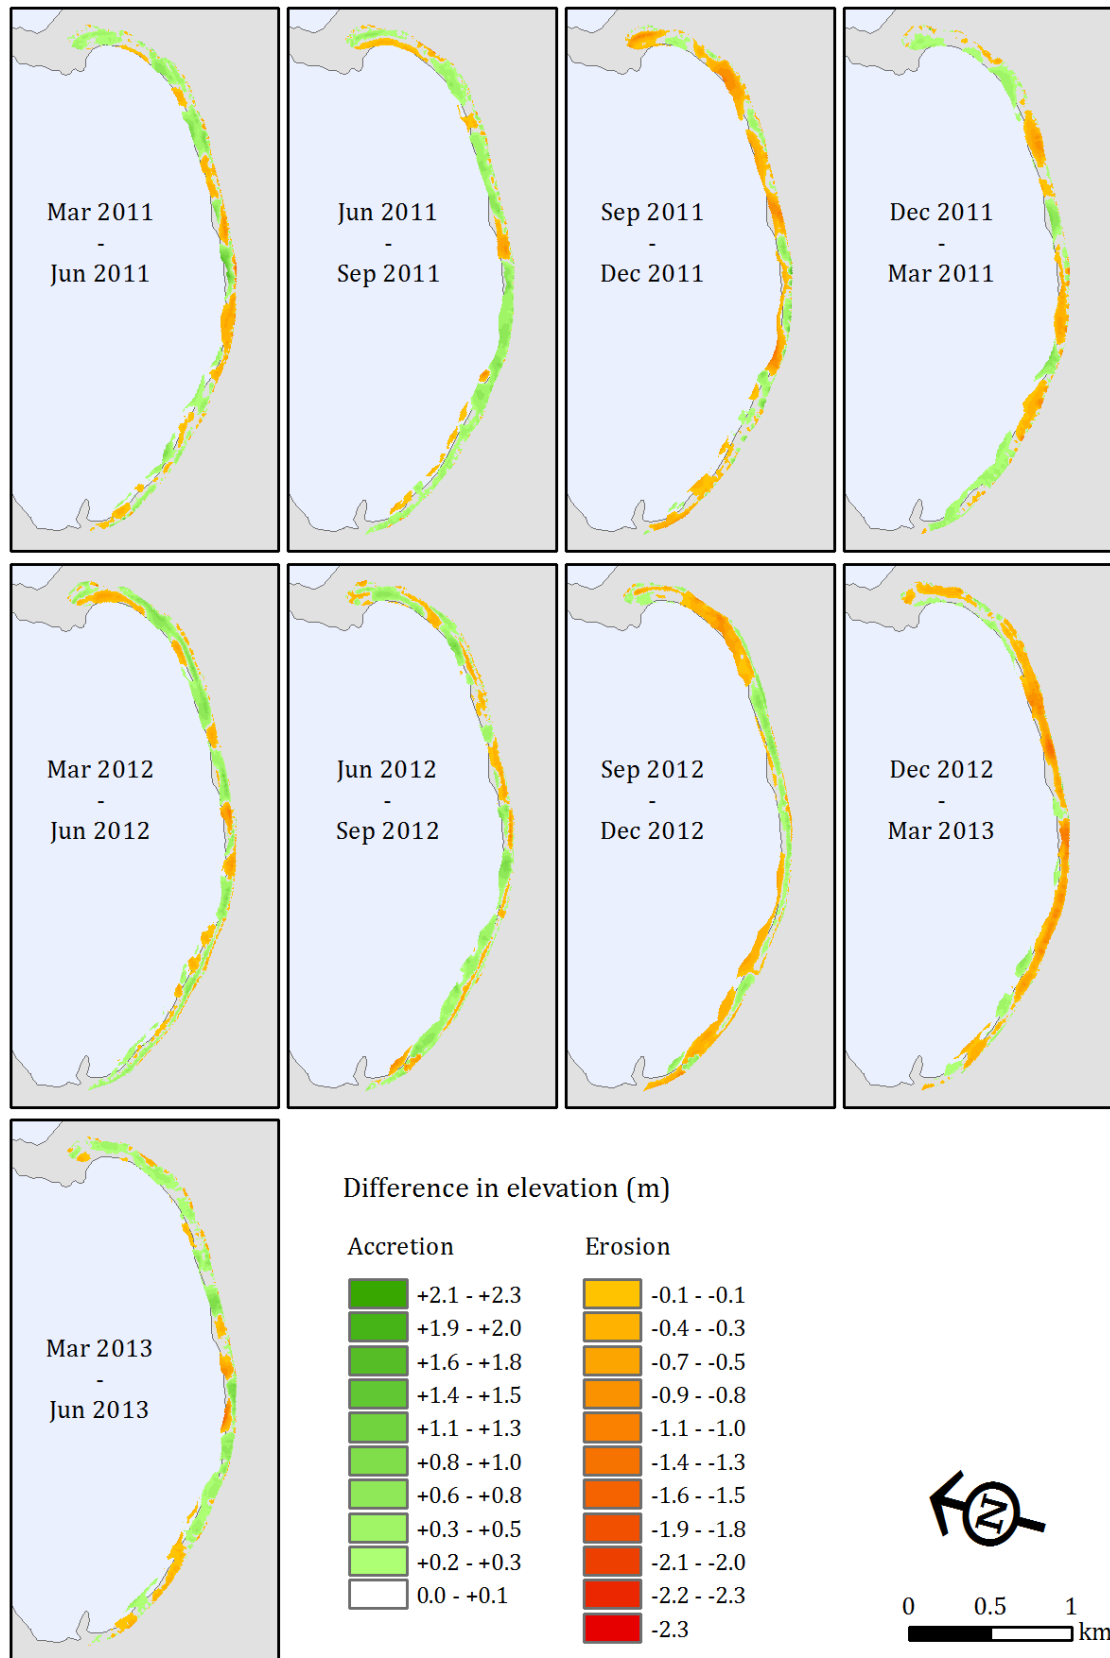 Mar 2011
-
Jun 2011
Jun 2011
-
Sep 2011
Sep 2011
-
Dec 2011
Dec 2011
-
Mar 2011
Mar 2012
-
Jun 2012
Jun 2012
-
Sep 2012
Sep 2012
-
Dec 2012
Dec 2012
-
Mar 2013
Mar 2013
-
Jun 2013
Difference in elevation (m)
Accretion
+2.1 - +2.3
+1.9 - +2.0
+1.6 - +1.8
+1.4 - +1.5
+1.1 - +1.3
+0.8 - +1.0
+0.6 - +0.8
+0.3 - +0.5
+0.2 - +0.3
0.0 - +0.1
Erosion
-0.1 - -0.1
-0.4 - -0.3
-0.7 - -0.5
-0.9 - -0.8
-1.1 - -1.0
-1.4 - -1.3
-1.6 - -1.5
-1.9 - -1.8
-2.1 - -2.0
-2.2 - -2.3
-2.3
N
0 0.5 1
km